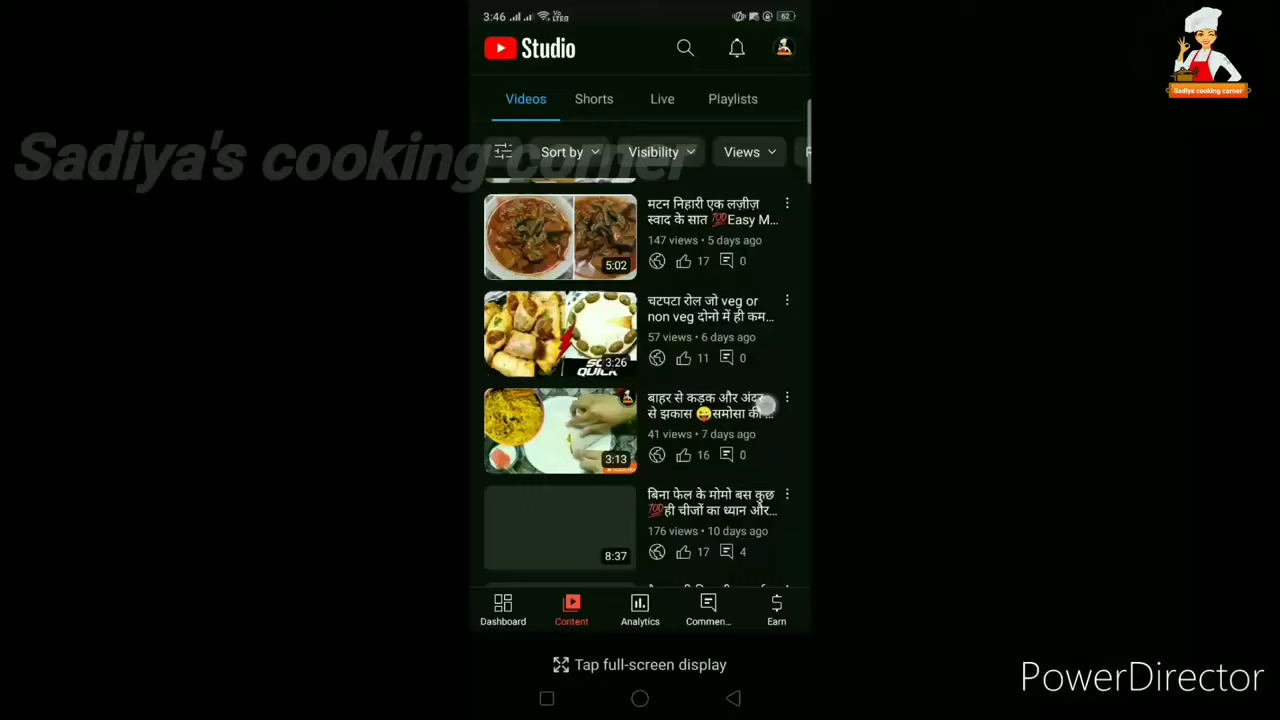 3:46
Vo
LTE
62
Studio
Sadiya cooking corner
Videos Shorts Live Playlists
Sadiya's cooking corner
Sort by Visibility Views
मटन निहारी एक लज़ीज़
स्वाद के सात 💯Easy M...
147 views • 5 days ago
17 0
5:02
चटपटा रोल जो veg or
non veg दोनो में ही कम...
57 views • 6 days ago
11 0
3:26
QUICK
बाहर से कड़क और अंदर
से झकास 😜समोसा की ...
41 views • 7 days ago
16 0
3:13
बिना फेल के मोमो बस कुछ
💯ही चीजों का ध्यान और...
176 views • 10 days ago
17 4
8:37
Dashboard Content Analytics Commen... Earn
Tap full-screen display
PowerDirector